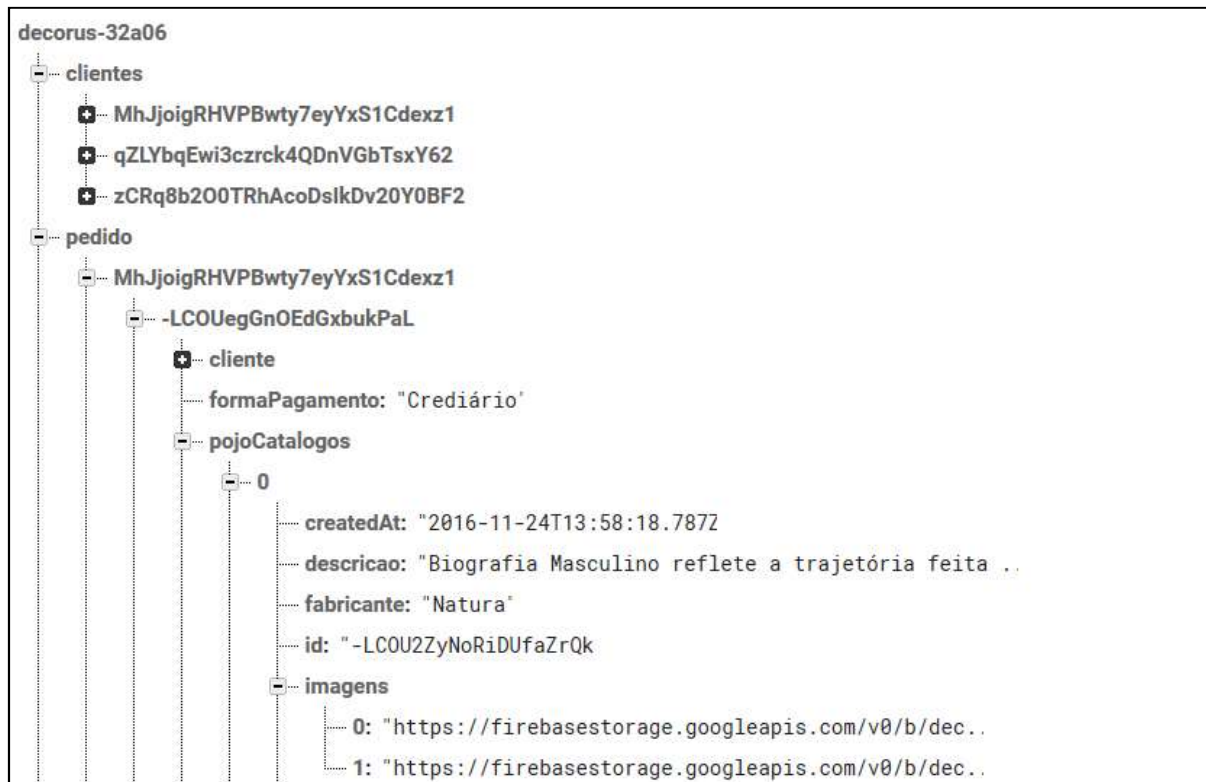 decorus-32a06
clientes
MhJjoigRHVPBwty7eyYxS1Cdexz1
qZLYbqEwi3czrck4QDnVGbTsxY62
zCRq8b2O0TRhAcoDsIkDv20Y0BF2
pedido
MhJjoigRHVPBwty7eyYxS1Cdexz1
-LCOUegGnOEdGxbukPaL
cliente
formaPagamento: "Crediário"
pojoCatalogos
0
createdAt: "2016-11-24T13:58:18.787Z
descricao: "Biografia Masculino reflete a trajetória feita ..
fabricante: "Natura"
id: "-LCOU2ZyNoRiDUfaZrQk
imagens
0: "https://firebasestorage.googleapis.com/v0/b/dec..
1: "https://firebasestorage.googleapis.com/v0/b/dec..